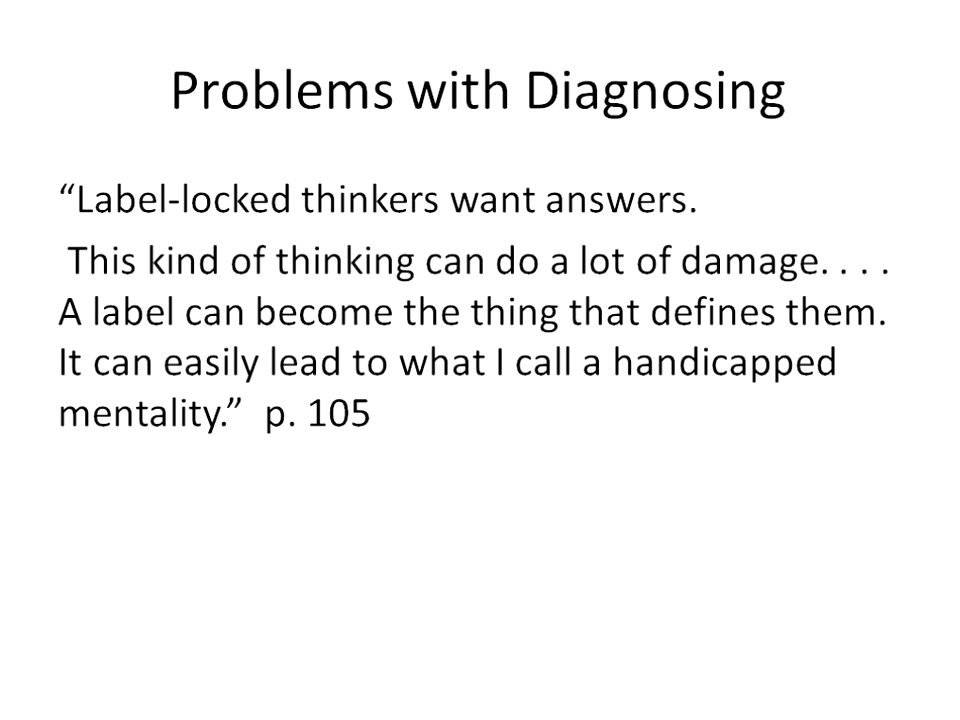 Problems with Diagnosing
“Label-locked thinkers want answers.
This kind of thinking can do a lot of damage. . . .
A label can become the thing that defines them.
It can easily lead to what I call a handicapped
mentality.” p. 105